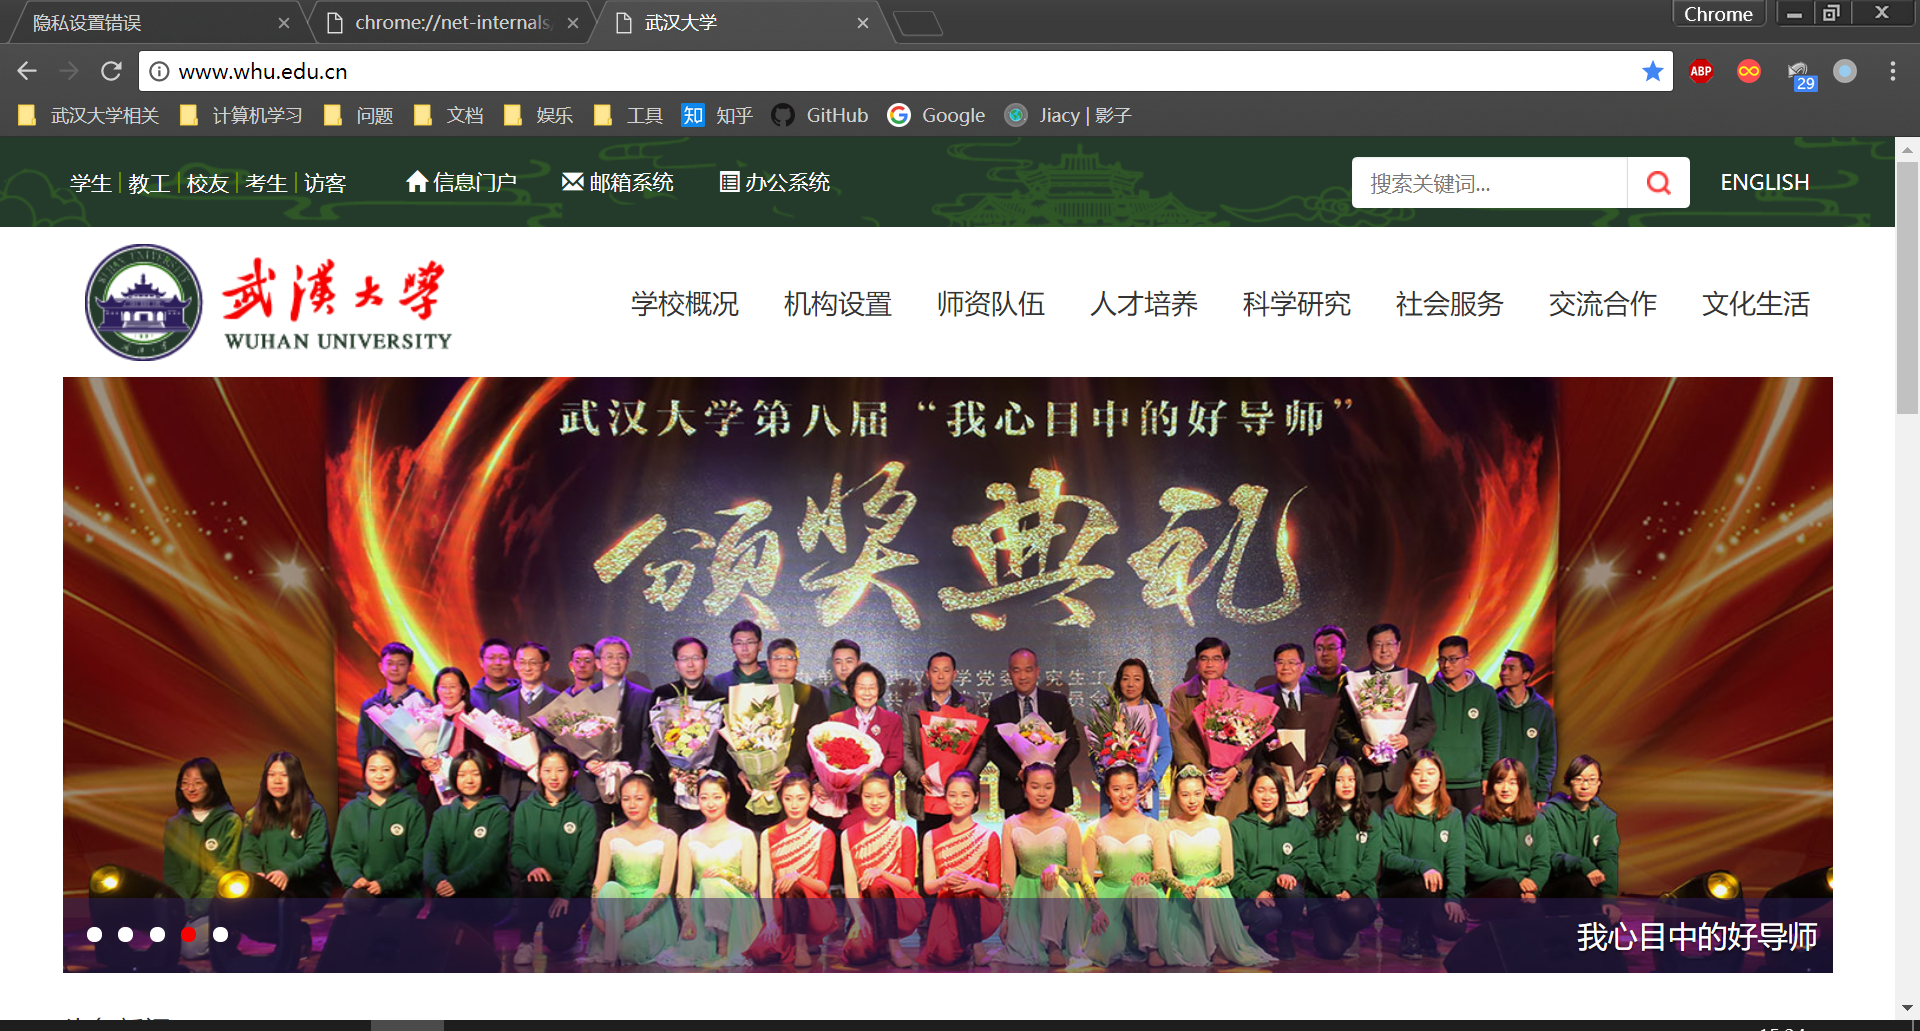 隐私设置错误
chrome://net-internals/
武汉大学
Chrome
www.whu.edu.cn
ABP
29
武汉大学相关
计算机学习
问题
文档
娱乐
工具
知 知乎
GitHub
Google
Jiacy | 影子
学生 | 教工 | 校友 | 考生 | 访客
信息门户
邮箱系统
办公系统
搜索关键词...
ENGLISH
武漢大学
WUHAN UNIVERSITY
学校概况
机构设置
师资队伍
人才培养
科学研究
社会服务
交流合作
文化生活
武汉大学第八届“我心目中的好导师”
颁奖典礼
我心目中的好导师